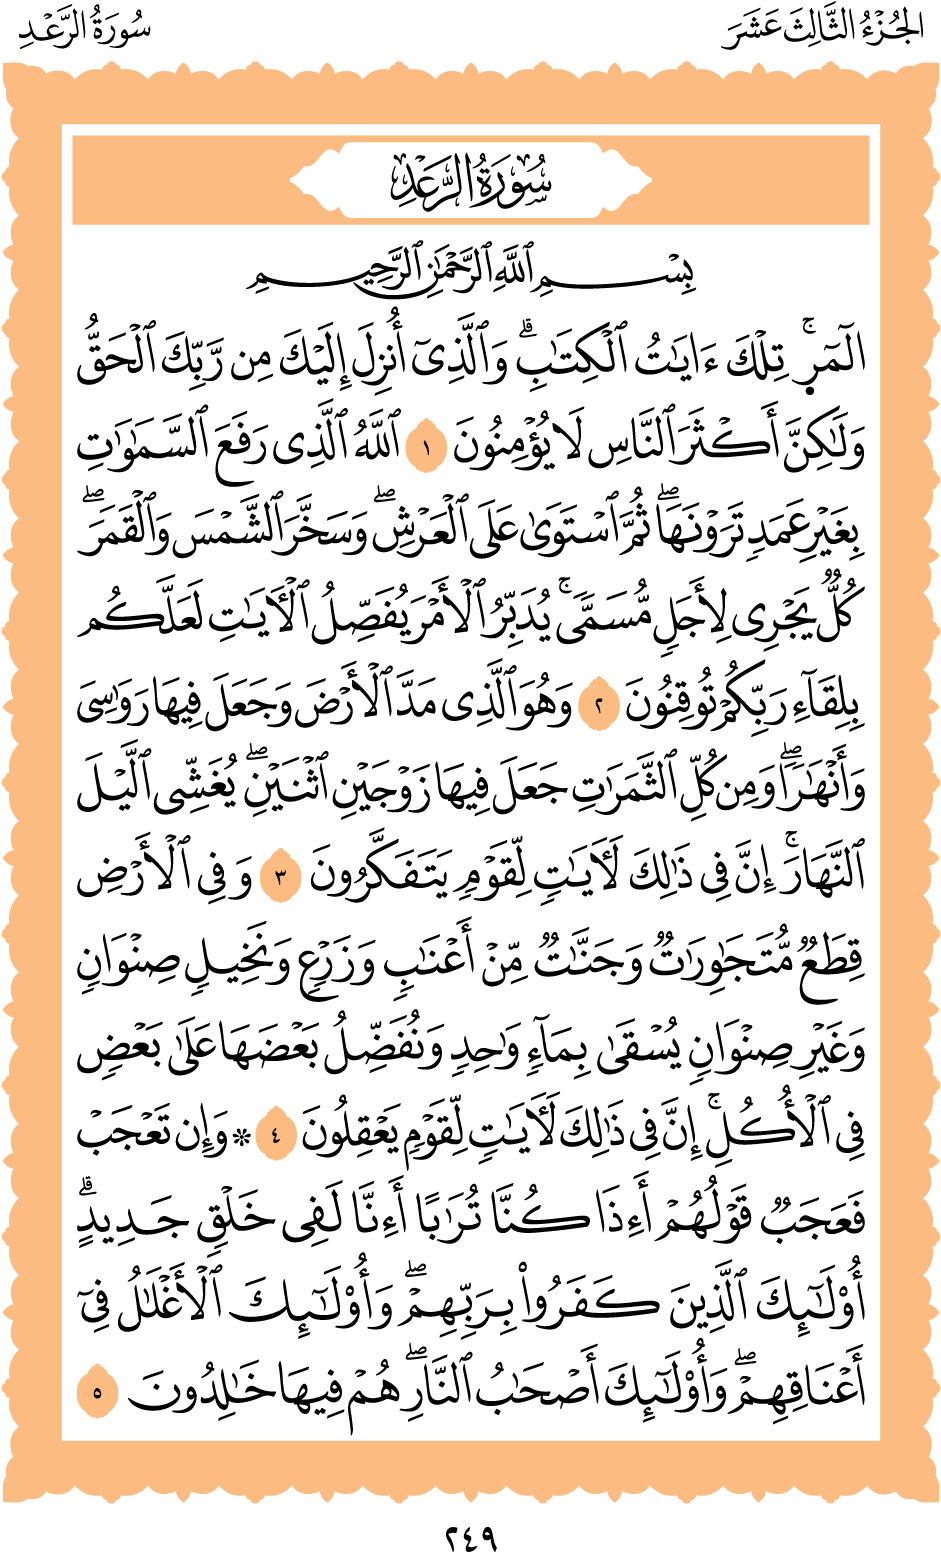 الجُزْءُ الثَّالِثَ عَشَرَ
سُورَةُ الرَّعْدِ
سُورَةُ الرَّعْدِ
بِسْمِ ٱللَّهِ ٱلرَّحْمَٰنِ ٱلرَّحِيمِ
الٓمٓرۚ تِلۡكَ ءَايَٰتُ ٱلۡكِتَٰبِۗ وَٱلَّذِيٓ أُنزِلَ إِلَيۡكَ مِن رَّبِّكَ ٱلۡحَقُّ
وَلَٰكِنَّ أَكۡثَرَ ٱلنَّاسِ لَا يُؤۡمِنُونَ ١ ٱللَّهُ ٱلَّذِي رَفَعَ ٱلسَّمَٰوَٰتِ
بِغَيۡرِ عَمَدٖ تَرَوۡنَهَاۖ ثُمَّ ٱسۡتَوَىٰ عَلَى ٱلۡعَرۡشِۖ وَسَخَّرَ ٱلشَّمۡسَ وَٱلۡقَمَرَۖ
كُلّٞ يَجۡرِي لِأَجَلٖ مُّسَمّٗىۚ يُدَبِّرُ ٱلۡأَمۡرَ يُفَصِّلُ ٱلۡأٓيَٰتِ لَعَلَّكُم
بِلِقَآءِ رَبِّكُمۡ تُوقِنُونَ ٢ وَهُوَ ٱلَّذِي مَدَّ ٱلۡأَرۡضَ وَجَعَلَ فِيهَا رَوَٰسِيَ
وَأَنۡهَٰرٗاۖ وَمِن كُلِّ ٱلثَّمَرَٰتِ جَعَلَ فِيهَا زَوۡجَيۡنِ ٱثۡنَيۡنِۖ يُغَشِّي ٱلَّيۡلَ
ٱلنَّهَارَۚ إِنَّ فِي ذَٰلِكَ لَأٓيَٰتٖ لِّقَوۡمٖ يَتَفَكَّرُونَ ٣ وَفِي ٱلۡأَرۡضِ
قِطَعٞ مُّتَجَٰوِرَٰتٞ وَجَنَّٰتٞ مِّنۡ أَعۡنَٰبٖ وَزَرۡعٖ وَنَخِيلٖ صِنۡوَانٖ
وَغَيۡرِ صِنۡوَانٖ يُسۡقَىٰ بِمَآءٖ وَٰحِدٖ وَنُفَضِّلُ بَعۡضَهَا عَلَىٰ بَعۡضٖ
فِي ٱلۡأُكُلِۚ إِنَّ فِي ذَٰلِكَ لَأٓيَٰتٖ لِّقَوۡمٖ يَعۡقِلُونَ ٤ ۞ وَإِن تَعۡجَبۡ
فَعَجَبٞ قَوۡلُهُمۡ أَءِذَا كُنَّا تُرَٰبًا أَءِنَّا لَفِي خَلۡقٖ جَدِيدٍۗ
أُوْلَٰٓئِكَ ٱلَّذِينَ كَفَرُواْ بِرَبِّهِمۡۖ وَأُوْلَٰٓئِكَ ٱلۡأَغۡلَٰلُ فِيٓ
أَعۡنَاقِهِمۡۖ وَأُوْلَٰٓئِكَ أَصۡحَٰبُ ٱلنَّارِۖ هُمۡ فِيهَا خَٰلِدُونَ ٥
٢٤٩